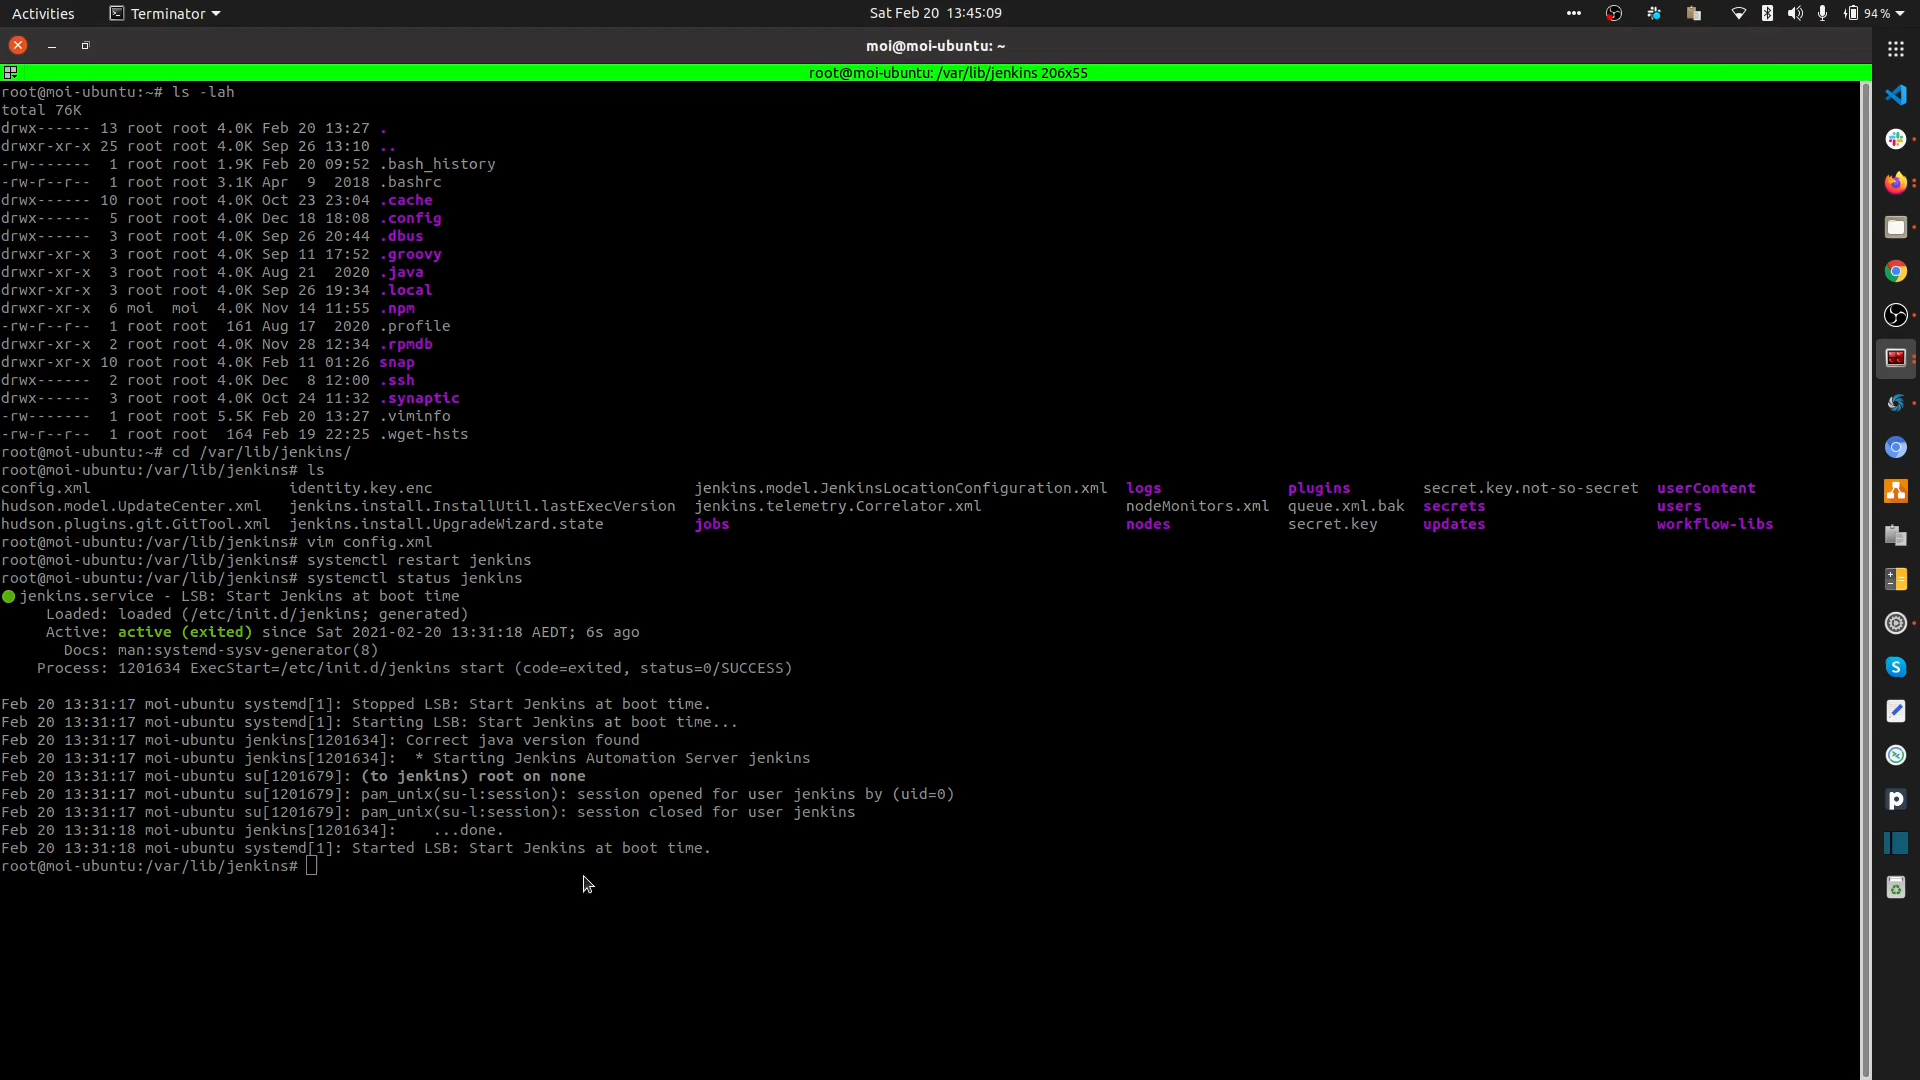 Activities Terminator Sat Feb 20 13:45:09 94 %
moi@moi-ubuntu: ~
root@moi-ubuntu: /var/lib/jenkins 206x55
root@moi-ubuntu:~# ls -lah
total 76K
drwx------ 13 root root 4.0K Feb 20 13:27 .
drwxr-xr-x 25 root root 4.0K Sep 26 13:10 ..
-rw------- 1 root root 1.9K Feb 20 09:52 .bash_history
-rw-r--r-- 1 root root 3.1K Apr 9 2018 .bashrc
drwx------ 10 root root 4.0K Oct 23 23:04 .cache
drwx------ 5 root root 4.0K Dec 18 18:08 .config
drwx------ 3 root root 4.0K Sep 26 20:44 .dbus
drwxr-xr-x 3 root root 4.0K Sep 11 17:52 .groovy
drwxr-xr-x 3 root root 4.0K Aug 21 2020 .java
drwxr-xr-x 3 root root 4.0K Sep 26 19:34 .local
drwxr-xr-x 6 moi moi 4.0K Nov 14 11:55 .npm
-rw-r--r-- 1 root root 161 Aug 17 2020 .profile
drwxr-xr-x 2 root root 4.0K Nov 28 12:34 .rpmdb
drwxr-xr-x 10 root root 4.0K Feb 11 01:26 snap
drwx------ 2 root root 4.0K Dec 8 12:00 .ssh
drwx------ 3 root root 4.0K Oct 24 11:32 .synaptic
-rw------- 1 root root 5.5K Feb 20 13:27 .viminfo
-rw-r--r-- 1 root root 164 Feb 19 22:25 .wget-hsts
root@moi-ubuntu:~# cd /var/lib/jenkins/
root@moi-ubuntu:/var/lib/jenkins# ls
config.xml identity.key.enc jenkins.model.JenkinsLocationConfiguration.xml logs plugins secret.key.not-so-secret userContent
hudson.model.UpdateCenter.xml jenkins.install.InstallUtil.lastExecVersion jenkins.telemetry.Correlator.xml nodeMonitors.xml queue.xml.bak secrets users
hudson.plugins.git.GitTool.xml jenkins.install.UpgradeWizard.state jobs nodes secret.key updates workflow-libs
root@moi-ubuntu:/var/lib/jenkins# vim config.xml
root@moi-ubuntu:/var/lib/jenkins# systemctl restart jenkins
root@moi-ubuntu:/var/lib/jenkins# systemctl status jenkins
● jenkins.service - LSB: Start Jenkins at boot time
Loaded: loaded (/etc/init.d/jenkins; generated)
Active: active (exited) since Sat 2021-02-20 13:31:18 AEDT; 6s ago
Docs: man:systemd-sysv-generator(8)
Process: 1201634 ExecStart=/etc/init.d/jenkins start (code=exited, status=0/SUCCESS)
Feb 20 13:31:17 moi-ubuntu systemd[1]: Stopped LSB: Start Jenkins at boot time.
Feb 20 13:31:17 moi-ubuntu systemd[1]: Starting LSB: Start Jenkins at boot time...
Feb 20 13:31:17 moi-ubuntu jenkins[1201634]: Correct java version found
Feb 20 13:31:17 moi-ubuntu jenkins[1201634]: * Starting Jenkins Automation Server jenkins
Feb 20 13:31:17 moi-ubuntu su[1201679]: (to jenkins) root on none
Feb 20 13:31:17 moi-ubuntu su[1201679]: pam_unix(su-l:session): session opened for user jenkins by (uid=0)
Feb 20 13:31:17 moi-ubuntu su[1201679]: pam_unix(su-l:session): session closed for user jenkins
Feb 20 13:31:18 moi-ubuntu jenkins[1201634]: ...done.
Feb 20 13:31:18 moi-ubuntu systemd[1]: Started LSB: Start Jenkins at boot time.
root@moi-ubuntu:/var/lib/jenkins#